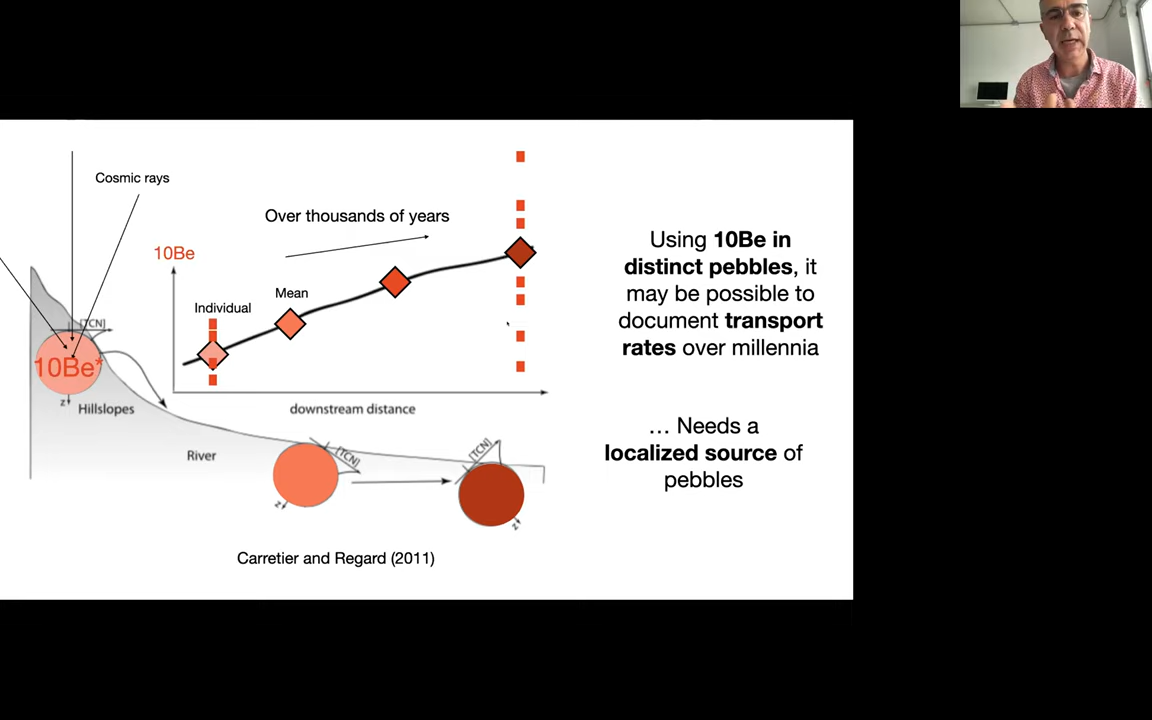 Cosmic rays
Over thousands of years
10Be
Mean
Individual
[TCN]
10Be*
z
Hillslopes
downstream distance
River
[TCN]
[TCN]
z
z
Carretier and Regard (2011)
Using 10Be in
distinct pebbles, it
may be possible to
document transport
rates over millennia
… Needs a
localized source of
pebbles